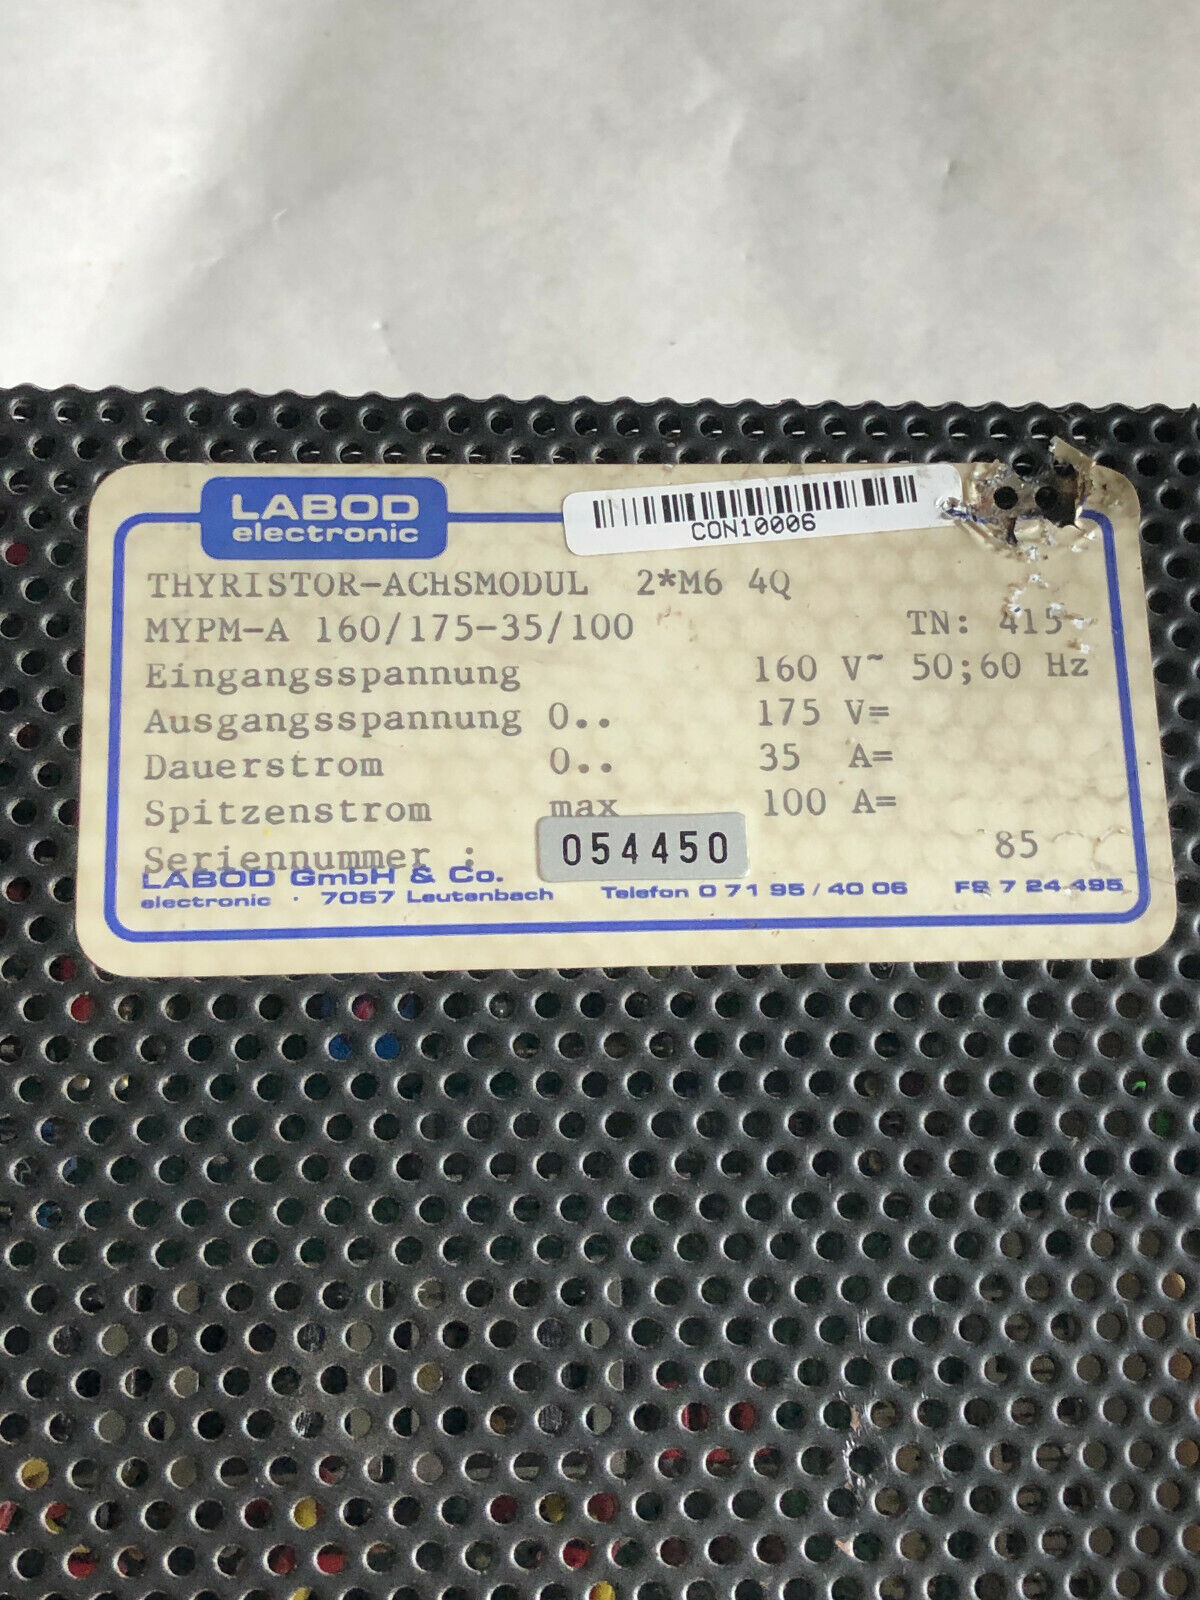 LABOD
electronic
CON10006
THYRISTOR-ACHSMODUL 2*M6 4Q
MYPM-A 160/175-35/100 TN: 415
Eingangsspannung 160 V~ 50;60 Hz
Ausgangsspannung 0.. 175 V=
Dauerstrom 0.. 35 A=
Spitzenstrom max 100 A=
Seriennummer : 054450 85
LABOD GmbH & Co.
electronic · 7057 Leutenbach Telefon 0 71 95 / 40 06 7 24 495